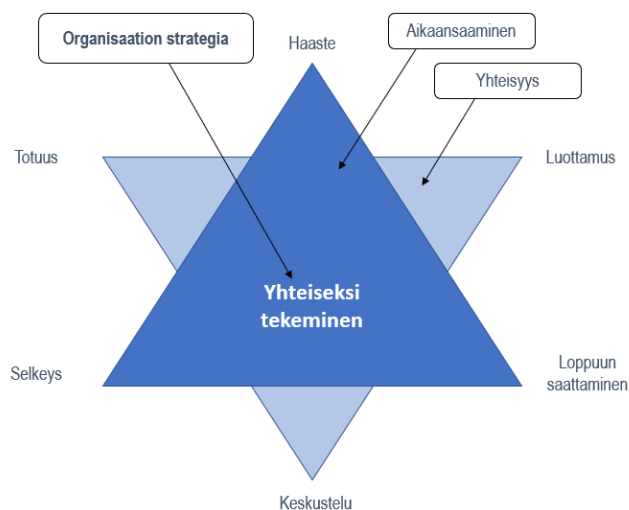 Organisaation strategia
Haaste
Aikaansaaminen
Yhteisyys
Totuus
Luottamus
Yhteiseksi
tekeminen
Selkeys
Loppuun
saattaminen
Keskustelu